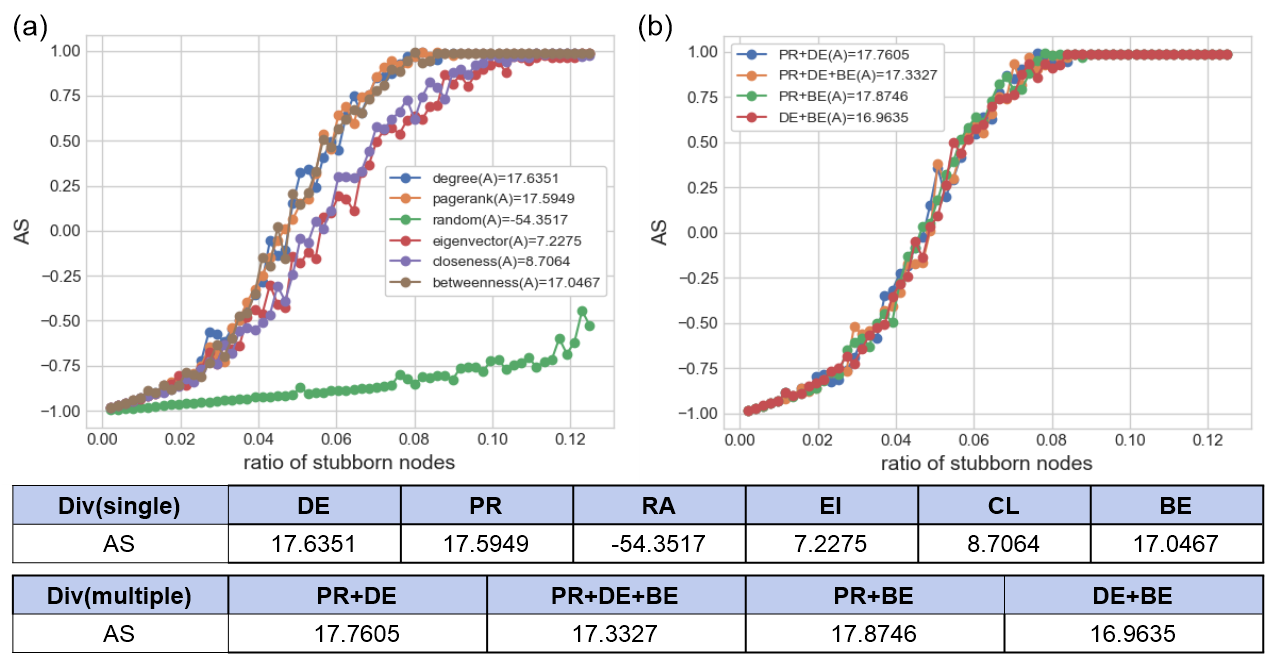 (a)
1.00
0.75
0.50
0.25
0.00
−0.25
−0.50
−0.75
−1.00
AS
degree(A)=17.6351
pagerank(A)=17.5949
random(A)=-54.3517
eigenvector(A)=7.2275
closeness(A)=8.7064
betweenness(A)=17.0467
0.00 0.02 0.04 0.06 0.08 0.10 0.12
ratio of stubborn nodes
(b)
1.00
0.75
0.50
0.25
0.00
−0.25
−0.50
−0.75
−1.00
AS
PR+DE(A)=17.7605
PR+DE+BE(A)=17.3327
PR+BE(A)=17.8746
DE+BE(A)=16.9635
0.00 0.02 0.04 0.06 0.08 0.10 0.12
ratio of stubborn nodes
Div(single) DE PR RA EI CL BE
AS 17.6351 17.5949 -54.3517 7.2275 8.7064 17.0467
Div(multiple) PR+DE PR+DE+BE PR+BE DE+BE
AS 17.7605 17.3327 17.8746 16.9635